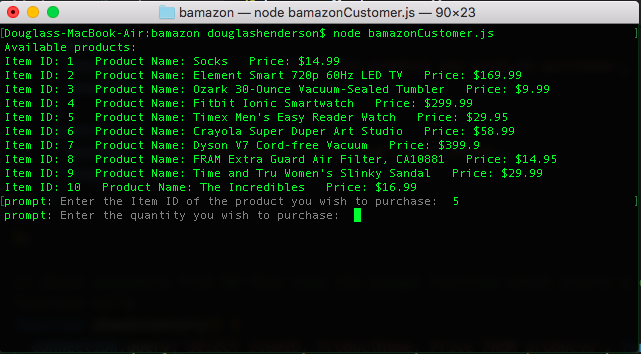 bamazon — node bamazonCustomer.js — 90×23
[Douglass-MacBook-Air:bamazon douglashenderson$ node bamazonCustomer.js ]
Available products:
Item ID: 1   Product Name: Socks   Price: $14.99
Item ID: 2   Product Name: Element Smart 720p 60Hz LED TV   Price: $169.99
Item ID: 3   Product Name: Ozark 30-Ounce Vacuum-Sealed Tumbler   Price: $9.99
Item ID: 4   Product Name: Fitbit Ionic Smartwatch   Price: $299.99
Item ID: 5   Product Name: Timex Men's Easy Reader Watch   Price: $29.95
Item ID: 6   Product Name: Crayola Super Duper Art Studio   Price: $58.99
Item ID: 7   Product Name: Dyson V7 Cord-free Vacuum   Price: $399.9
Item ID: 8   Product Name: FRAM Extra Guard Air Filter, CA10881   Price: $14.95
Item ID: 9   Product Name: Time and Tru Women's Slinky Sandal   Price: $29.99
Item ID: 10   Product Name: The Incredibles   Price: $16.99
[prompt: Enter the Item ID of the product you wish to purchase:  5 ]
prompt: Enter the quantity you wish to purchase: